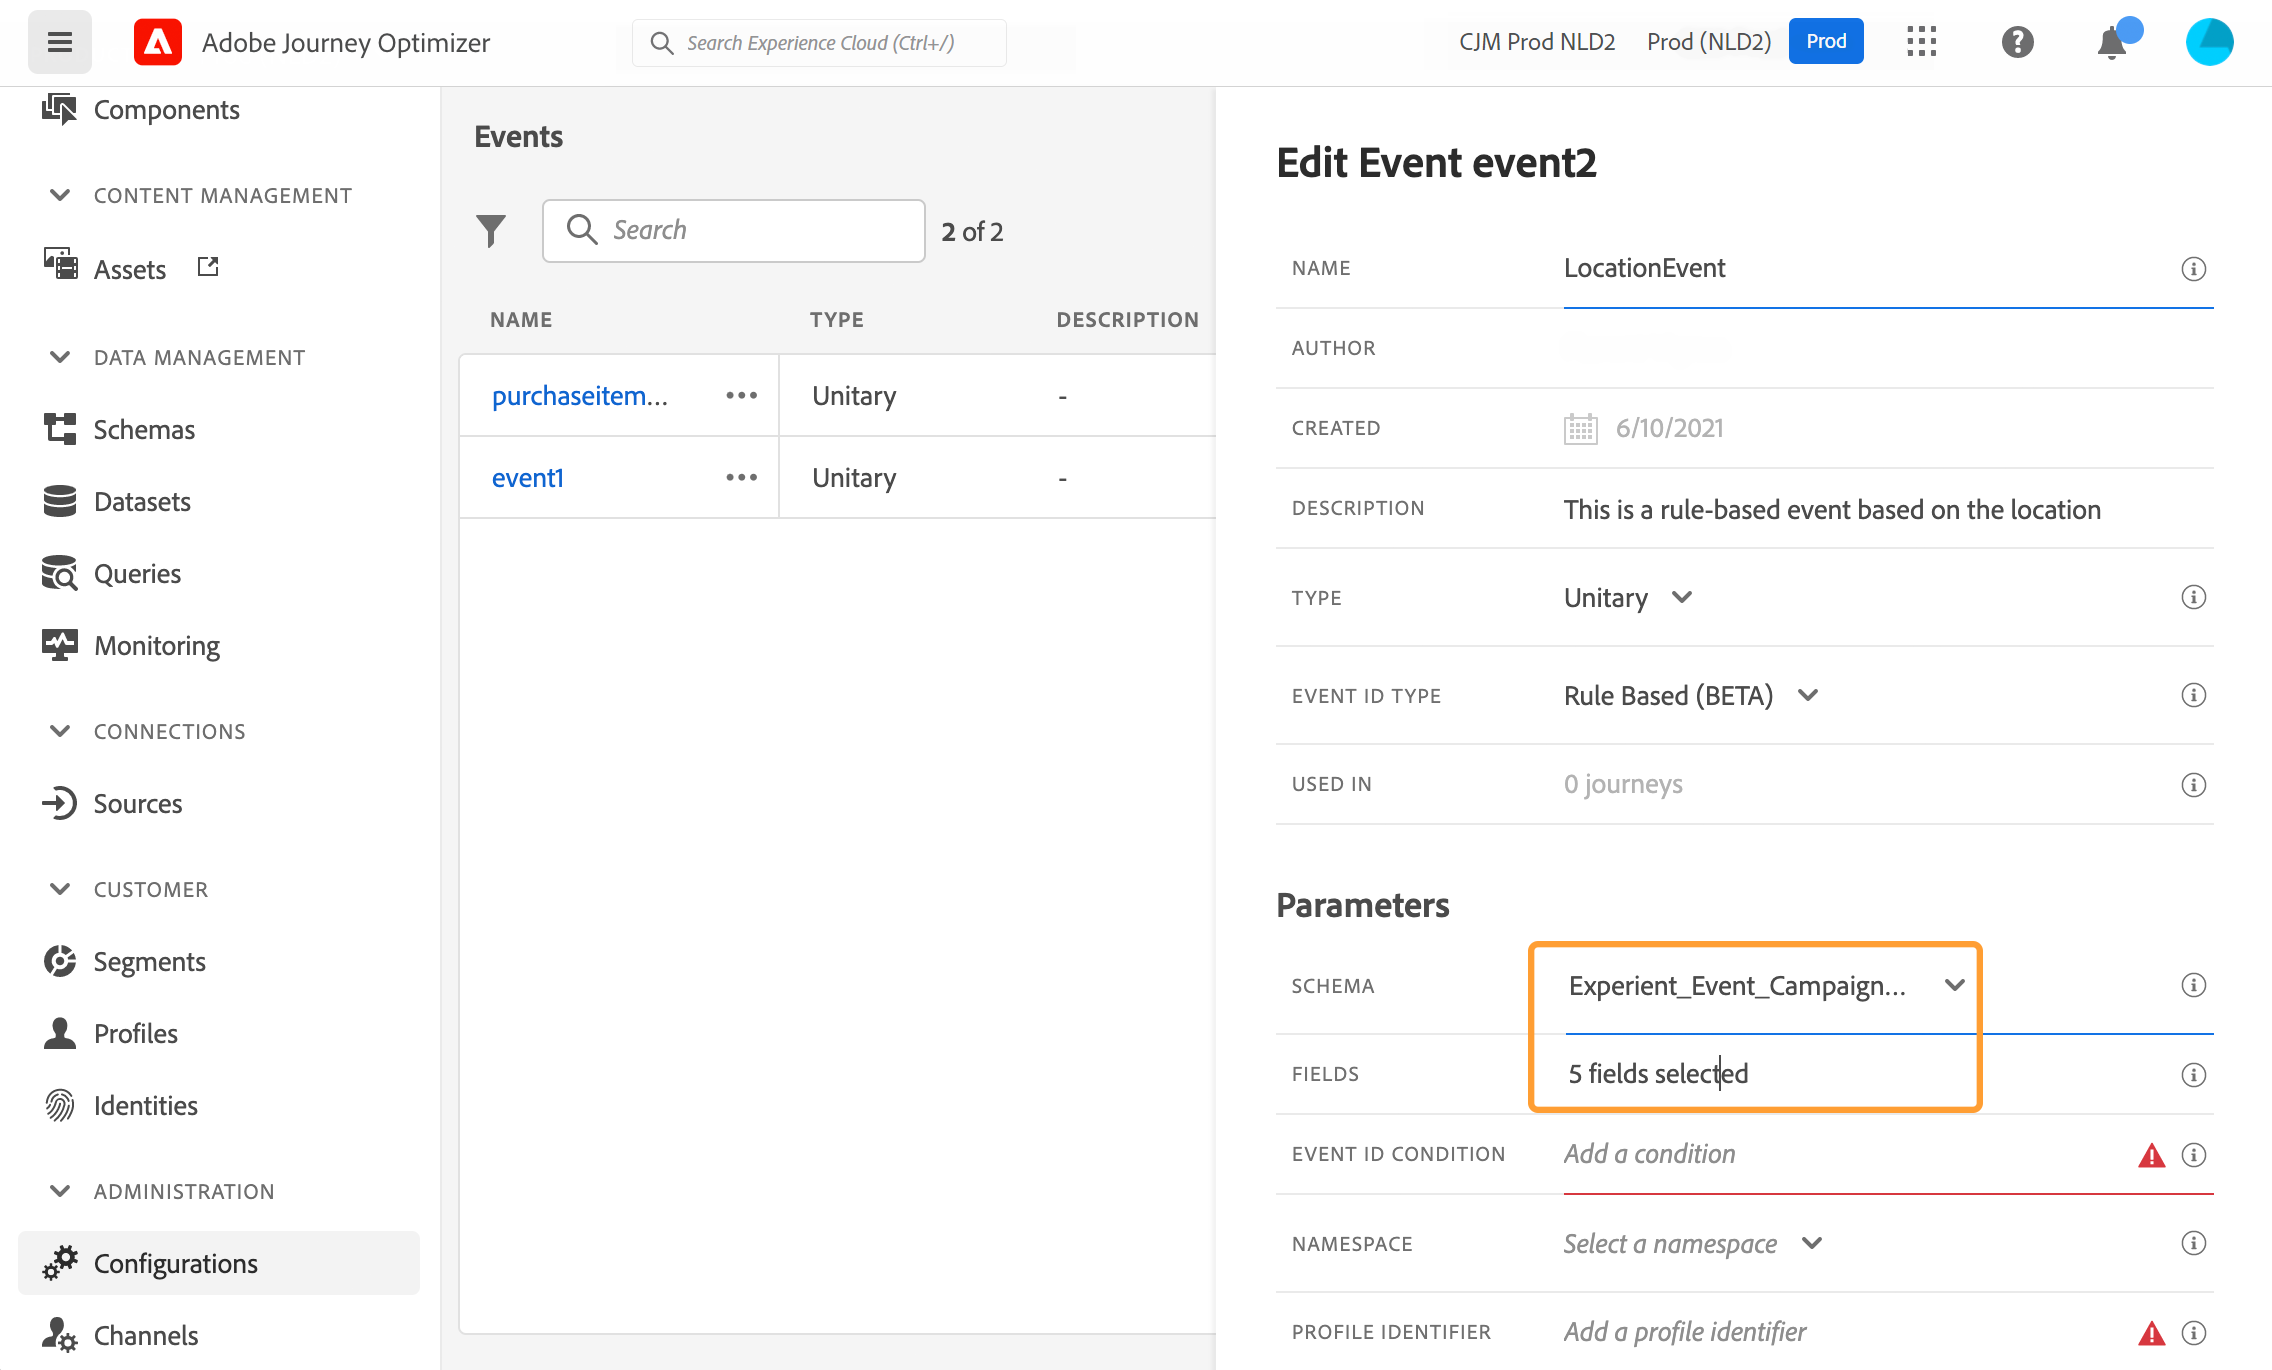 Adobe Journey Optimizer
Search Experience Cloud (Ctrl+/)
CJM Prod NLD2
Prod (NLD2)
Prod
Components
CONTENT MANAGEMENT
Assets
DATA MANAGEMENT
Schemas
Datasets
Queries
Monitoring
CONNECTIONS
Sources
CUSTOMER
Segments
Profiles
Identities
ADMINISTRATION
Configurations
Channels
Events
Search
2 of 2
NAME TYPE DESCRIPTION
purchaseitem... ••• Unitary -
event1 ••• Unitary -
Edit Event event2
NAME LocationEvent
AUTHOR
CREATED 6/10/2021
DESCRIPTION This is a rule-based event based on the location
TYPE Unitary
EVENT ID TYPE Rule Based (BETA)
USED IN 0 journeys
Parameters
SCHEMA Experient_Event_Campaign...
FIELDS 5 fields selected
EVENT ID CONDITION Add a condition
NAMESPACE Select a namespace
PROFILE IDENTIFIER Add a profile identifier